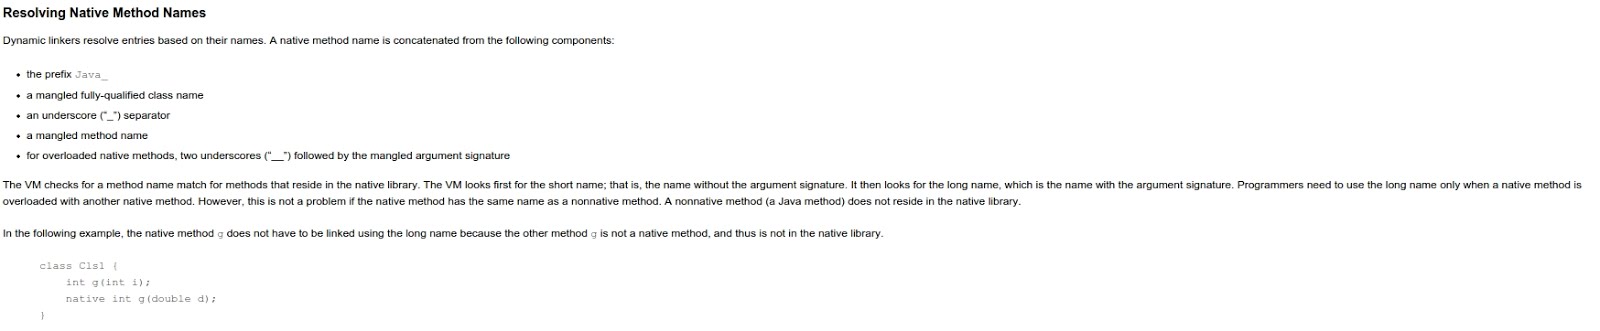 Resolving Native Method Names
Dynamic linkers resolve entries based on their names. A native method name is concatenated from the following components:
• the prefix Java_
• a mangled fully-qualified class name
• an underscore ("_") separator
• a mangled method name
• for overloaded native methods, two underscores ("__") followed by the mangled argument signature
The VM checks for a method name match for methods that reside in the native library. The VM looks first for the short name; that is, the name without the argument signature. It then looks for the long name, which is the name with the argument signature. Programmers need to use the long name only when a native method is
overloaded with another native method. However, this is not a problem if the native method has the same name as a nonnative method. A nonnative method (a Java method) does not reside in the native library.
In the following example, the native method g does not have to be linked using the long name because the other method g is not a native method, and thus is not in the native library.
class Cls1 {
int g(int i);
native int g(double d);
}